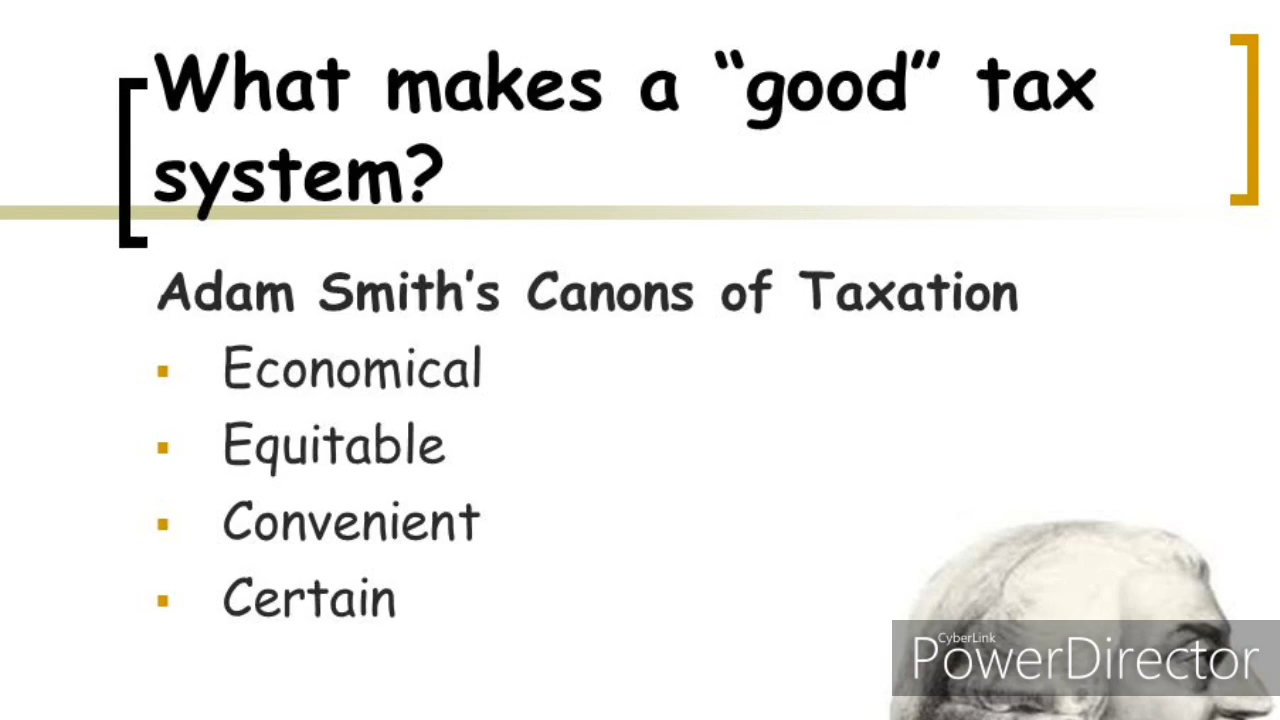 What makes a “good” tax
system?
Adam Smith’s Canons of Taxation
▪ Economical
▪ Equitable
▪ Convenient
▪ Certain
CyberLink
PowerDirector